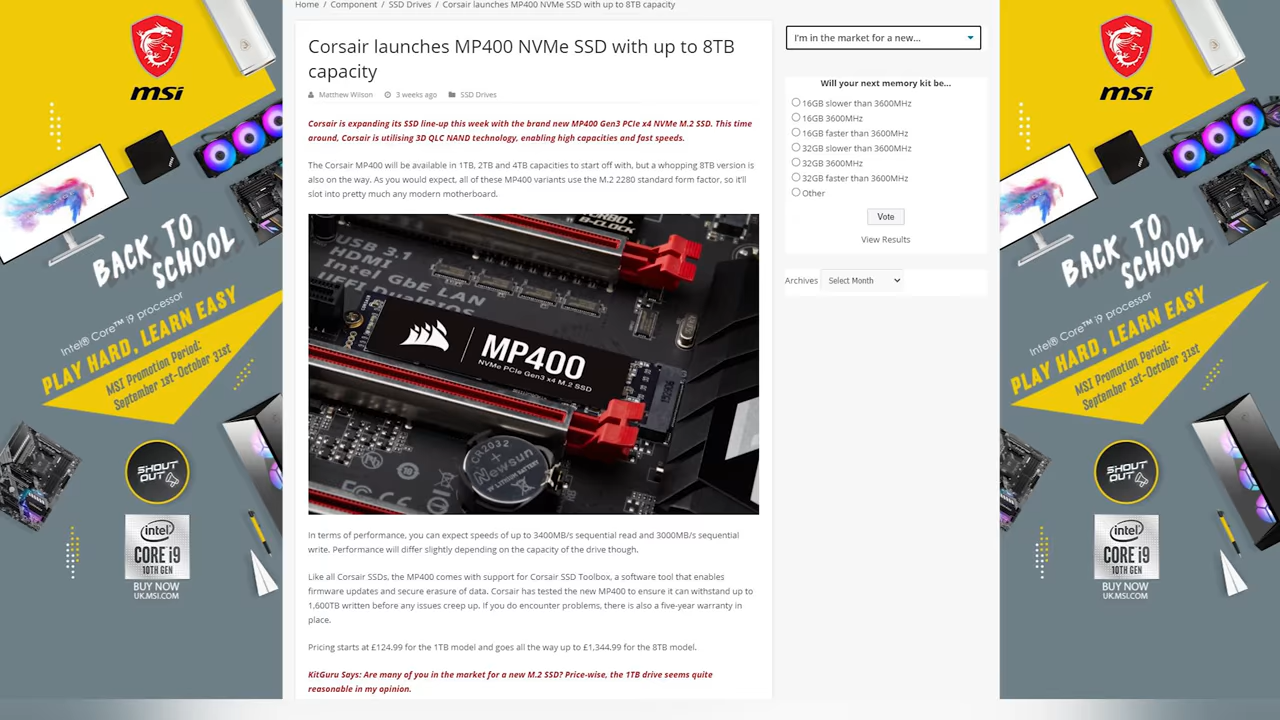 Home / Component / SSD Drives / Corsair launches MP400 NVMe SSD with up to 8TB capacity
Corsair launches MP400 NVMe SSD with up to 8TB
capacity
Matthew Wilson 3 weeks ago SSD Drives
Corsair is expanding its SSD line-up this week with the brand new MP400 Gen3 PCIe x4 NVMe M.2 SSD. This time
around, Corsair is utilising 3D QLC NAND technology, enabling high capacities and fast speeds.
The Corsair MP400 will be available in 1TB, 2TB and 4TB capacities to start off with, but a whopping 8TB version is
also on the way. As you would expect, all of these MP400 variants use the M.2 2280 standard form factor, so it'll
slot into pretty much any modern motherboard.
B-CLOCK
USB 3.1
HDMI
Intel GbE LAN
MP400
NVMe PCIe Gen3 x4 M.2 SSD
CR2032
Newsun
3V LITHIUM BATTERY
FC CE
In terms of performance, you can expect speeds of up to 3400MB/s sequential read and 3000MB/s sequential
write. Performance will differ slightly depending on the capacity of the drive though.
Like all Corsair SSDs, the MP400 comes with support for Corsair SSD Toolbox, a software tool that enables
firmware updates and secure erasure of data. Corsair has tested the new MP400 to ensure it can withstand up to
1,600TB written before any issues creep up. If you do encounter problems, there is also a five-year warranty in
place.
Pricing starts at £124.99 for the 1TB model and goes all the way up to £1,344.99 for the 8TB model.
KitGuru Says: Are many of you in the market for a new M.2 SSD? Price-wise, the 1TB drive seems quite
reasonable in my opinion.
I'm in the market for a new...
Will your next memory kit be...
16GB slower than 3600MHz
16GB 3600MHz
16GB faster than 3600MHz
32GB slower than 3600MHz
32GB 3600MHz
32GB faster than 3600MHz
Other
Vote
View Results
Archives Select Month
msi
BACK TO
SCHOOL
Intel® Core™ i9 processor
PLAY HARD, LEARN EASY
MSI Promotion Period:
September 1st-October 31st
SHOUT
OUT
intel
CORE i9
10TH GEN
BUY NOW
UK.MSI.COM
msi
BACK TO
SCHOOL
Intel® Core™ i9 processor
PLAY HARD, LEARN EASY
MSI Promotion Period:
September 1st-October 31st
SHOUT
OUT
intel
CORE i9
10TH GEN
BUY NOW
UK.MSI.COM